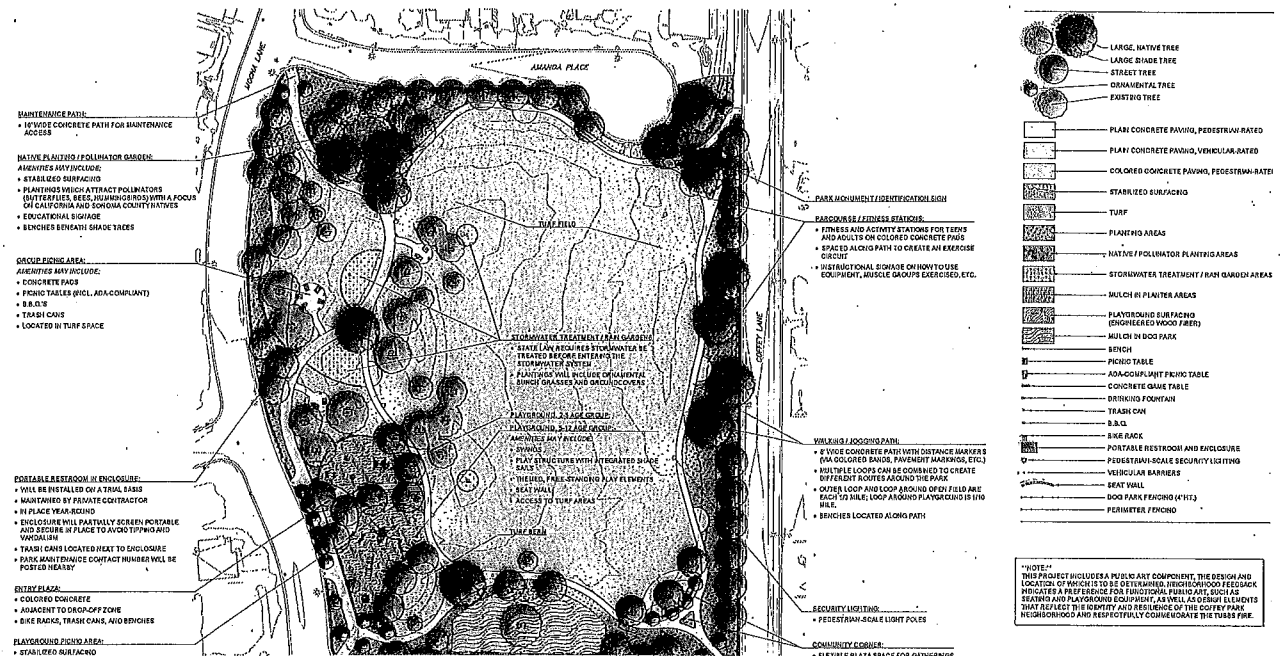 MAINTENANCE PATH:
• 10' WIDE CONCRETE PATH FOR MAINTENANCE
ACCESS
NATIVE PLANTING / POLLINATOR GARDEN:
AMENITIES MAY INCLUDE:
• STABILIZED SURFACING
• PLANTINGS WHICH ATTRACT POLLINATORS
(BUTTERFLIES, BEES, HUMMINGBIRDS) WITH A FOCUS
ON CALIFORNIA AND SONOMA COUNTY NATIVES
• EDUCATIONAL SIGNAGE
• BENCHES BENEATH SHADE TREES
GROUP PICNIC AREA:
AMENITIES MAY INCLUDE:
• CONCRETE PADS
• PICNIC TABLES (INCL. ADA-COMPLIANT)
• B.B.Q.'S
• TRASH CANS
• LOCATED IN TURF SPACE
PORTABLE RESTROOM IN ENCLOSURE:
• WILL BE INSTALLED ON A TRIAL BASIS
• MAINTAINED BY PRIVATE CONTRACTOR
• IN PLACE YEAR-ROUND
• ENCLOSURE WILL PARTIALLY SCREEN PORTABLE
AND SECURE IN PLACE TO AVOID TIPPING AND
VANDALISM
• TRASH CANS LOCATED NEXT TO ENCLOSURE
• PARK MAINTENANCE CONTACT NUMBER WILL BE
POSTED NEARBY
ENTRY PLAZA:
• COLORED CONCRETE
• ADJACENT TO DROP-OFF ZONE
• BIKE RACKS, TRASH CANS, AND BENCHES
PLAYGROUND PICNIC AREA:
• STABILIZED SURFACING
LANE
AMANDA PLACE
TURF FIELD
STORMWATER TREATMENT / RAIN GARDENS
• STATE LAW REQUIRES STORMWATER BE
TREATED BEFORE ENTERING THE
STORMWATER SYSTEM
• PLANTINGS WILL INCLUDE ORNAMENTAL
BUNCH GRASSES AND GROUNDCOVERS
PLAYGROUND, 2-5 AGE GROUP:
PLAYGROUND, 5-12 AGE GROUP:
AMENITIES MAY INCLUDE:
• SWINGS
• PLAY STRUCTURE WITH INTEGRATED SHADE
SAILS
• THEMED, FREE-STANDING PLAY ELEMENTS
• SEAT WALL
• ACCESS TO TURF AREAS
TURF BERM
COFFEY LANE
PARK MONUMENT / IDENTIFICATION SIGN
PARCOURSE / FITNESS STATIONS:
• FITNESS AND ACTIVITY STATIONS FOR TEENS
AND ADULTS ON COLORED CONCRETE PADS
• SPACED ALONG PATH TO CREATE AN EXERCISE
CIRCUIT
• INSTRUCTIONAL SIGNAGE ON HOW TO USE
EQUIPMENT, MUSCLE GROUPS EXERCISED, ETC.
WALKING / JOGGING PATH:
• 8' WIDE CONCRETE PATH WITH DISTANCE MARKERS
(VIA COLORED BANDS, PAVEMENT MARKINGS, ETC.)
• MULTIPLE LOOPS CAN BE COMBINED TO CREATE
DIFFERENT ROUTES AROUND THE PARK
• OUTER LOOP AND LOOP AROUND OPEN FIELD ARE
EACH 1/3 MILE; LOOP AROUND PLAYGROUND IS 1/10
MILE.
• BENCHES LOCATED ALONG PATH
SECURITY LIGHTING:
• PEDESTRIAN-SCALE LIGHT POLES
COMMUNITY CORNER:
• FLEXIBLE PLAZA SPACE FOR GATHERINGS
LARGE, NATIVE TREE
LARGE SHADE TREE
STREET TREE
ORNAMENTAL TREE
EXISTING TREE
PLAIN CONCRETE PAVING, PEDESTRIAN-RATED
PLAIN CONCRETE PAVING, VEHICULAR-RATED
COLORED CONCRETE PAVING, PEDESTRIAN-RATED
STABILIZED SURFACING
TURF
PLANTING AREAS
NATIVE / POLLINATOR PLANTING AREAS
STORMWATER TREATMENT / RAIN GARDEN AREAS
MULCH IN PLANTER AREAS
PLAYGROUND SURFACING
(ENGINEERED WOOD FIBER)
MULCH IN DOG PARK
BENCH
PICNIC TABLE
ADA-COMPLIANT PICNIC TABLE
CONCRETE GAME TABLE
DRINKING FOUNTAIN
TRASH CAN
B.B.Q.
BIKE RACK
PORTABLE RESTROOM AND ENCLOSURE
PEDESTRIAN-SCALE SECURITY LIGHTING
VEHICULAR BARRIERS
SEAT WALL
DOG PARK FENCING (4' HT.)
PERIMETER FENCING
**NOTE:**
THIS PROJECT INCLUDES A PUBLIC ART COMPONENT, THE DESIGN AND
LOCATION OF WHICH IS TO BE DETERMINED. NEIGHBORHOOD FEEDBACK
INDICATES A PREFERENCE FOR FUNCTIONAL PUBLIC ART, SUCH AS
SEATING AND PLAYGROUND EQUIPMENT, AS WELL AS DESIGN ELEMENTS
THAT REFLECT THE IDENTITY AND RESILIENCE OF THE COFFEY PARK
NEIGHBORHOOD AND RESPECTFULLY COMMEMORATE THE TUBBS FIRE.